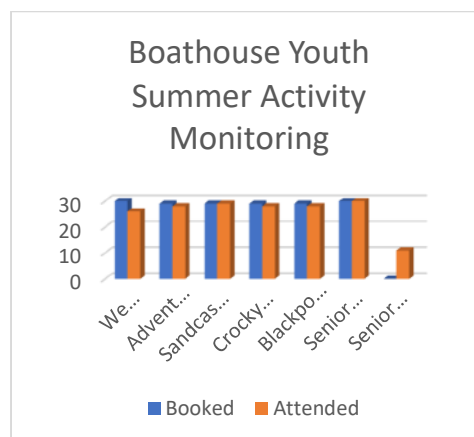 Boathouse Youth
Summer Activity
Monitoring
30
20
10
0
We...
Advent...
Sandcas...
Crocky...
Blackpo...
Senior...
Senior...
Booked Attended